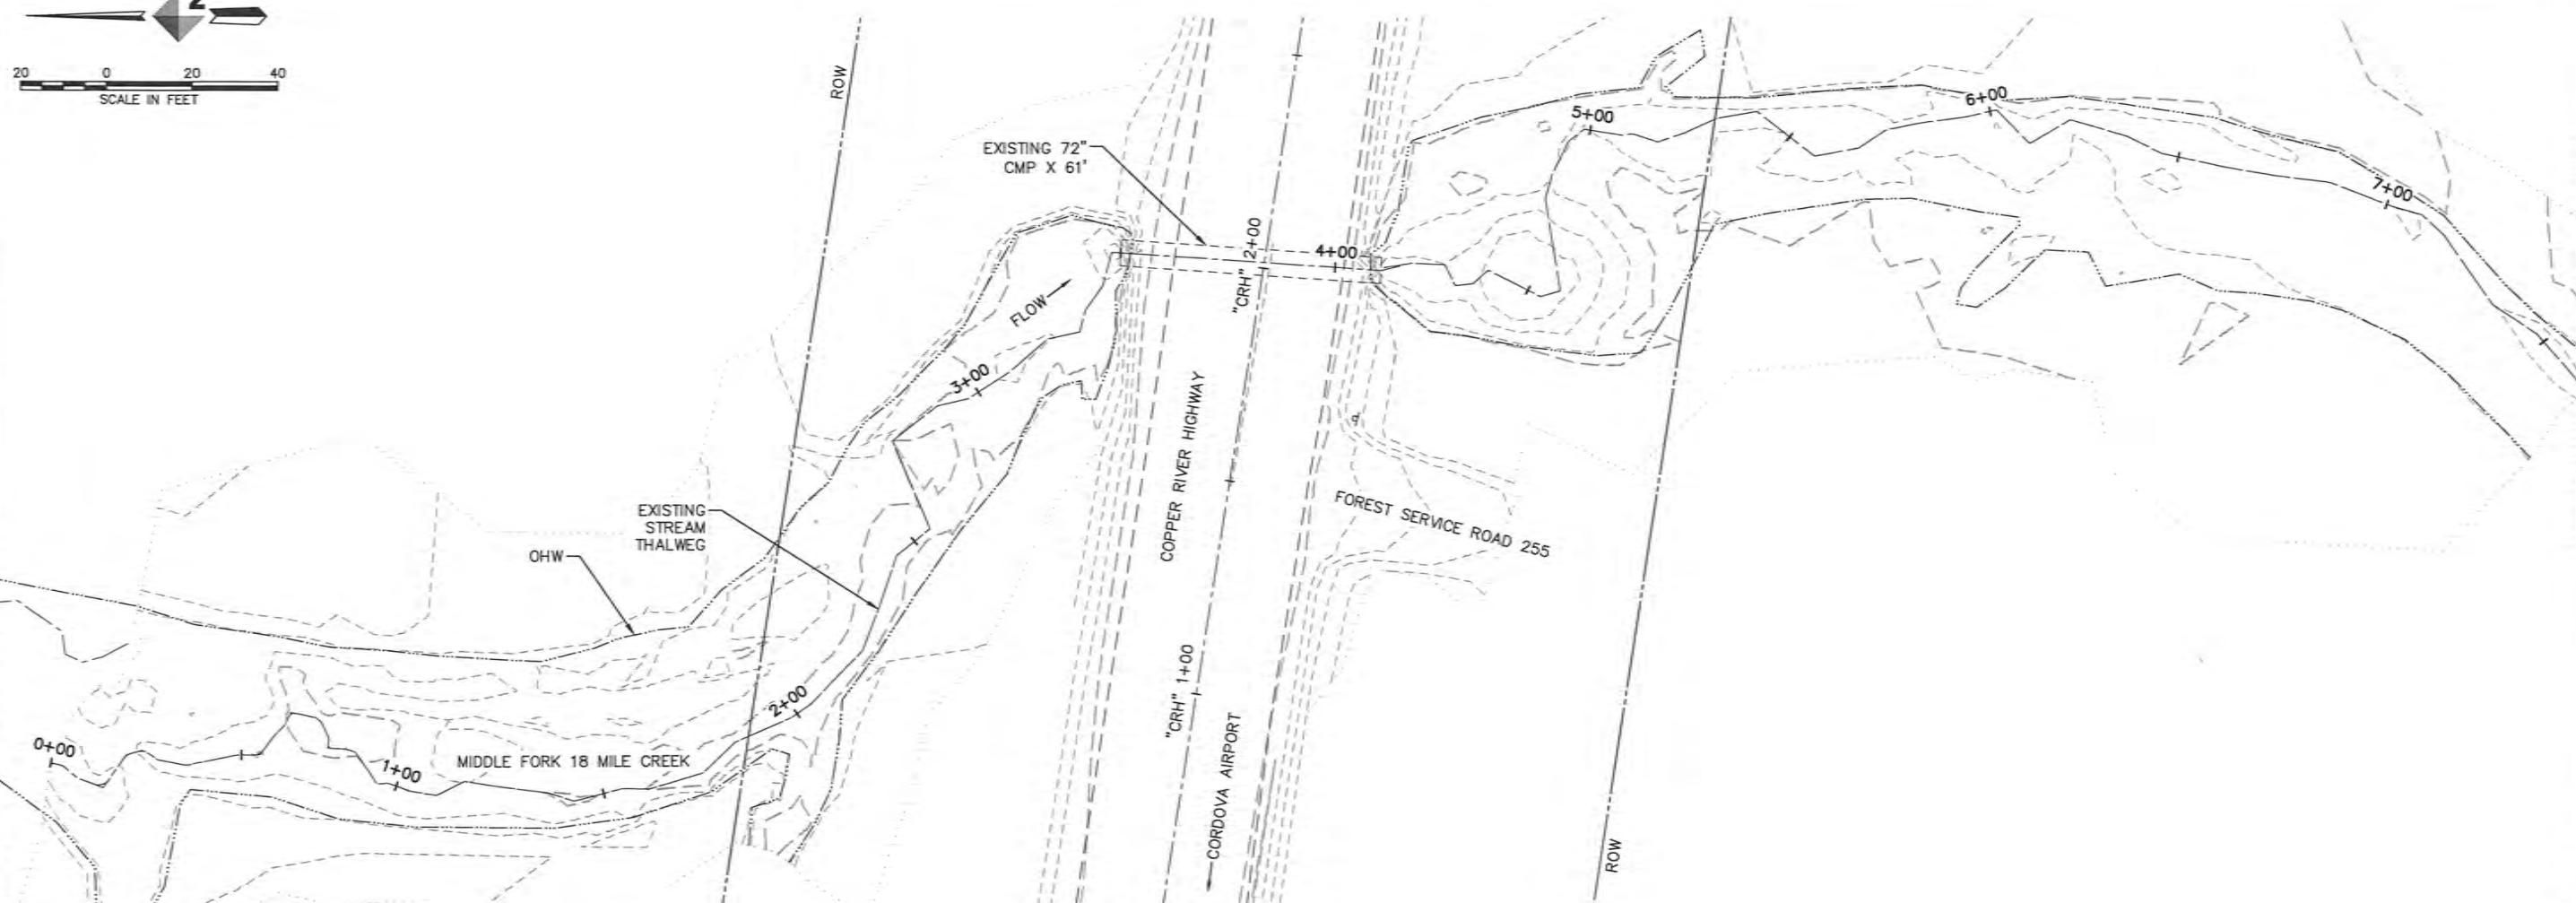 20 0 20 40
SCALE IN FEET
ROW
EXISTING 72"
CMP X 61'
5+00
6+00
7+00
"CRH" 2+00
4+00
FLOW
3+00
COPPER RIVER HIGHWAY
FOREST SERVICE ROAD 255
EXISTING
STREAM
THALWEG
OHW
"CRH" 1+00
2+00
0+00
1+00
MIDDLE FORK 18 MILE CREEK
CORDOVA AIRPORT
ROW